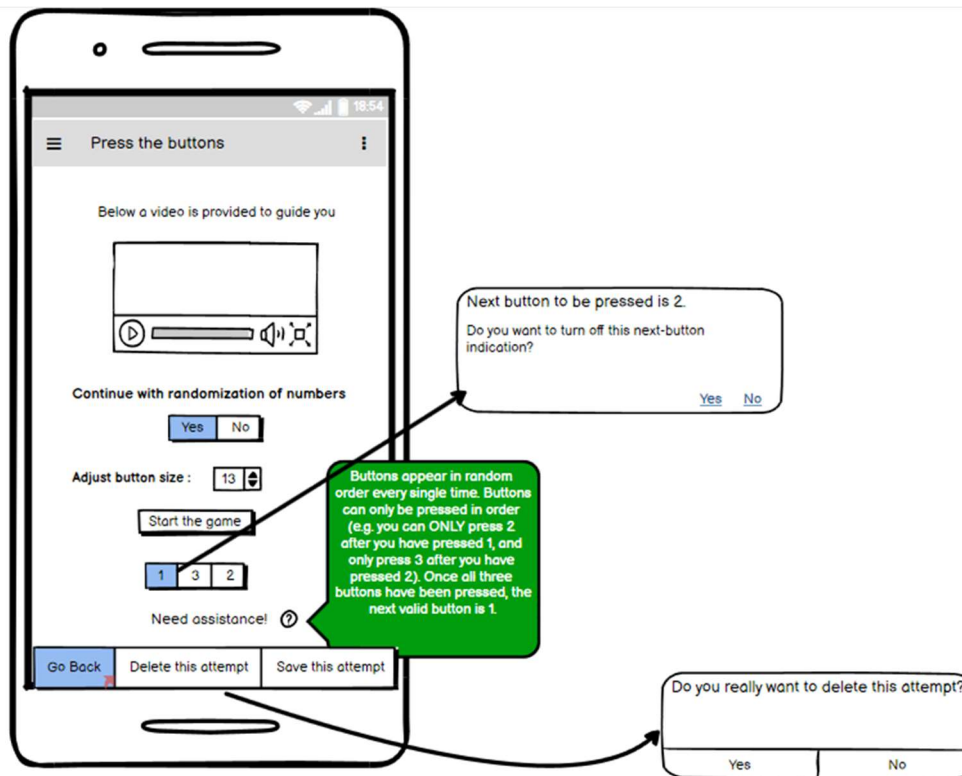 18:54
Press the buttons
Below a video is provided to guide you
Continue with randomization of numbers
Yes No
Adjust button size : 13
Start the game
1 3 2
Need assistance! ?
Go Back Delete this attempt Save this attempt
Next button to be pressed is 2.
Do you want to turn off this next-button
indication?
Yes No
Buttons appear in random
order every single time. Buttons
can only be pressed in order
(e.g. you can ONLY press 2
after you have pressed 1, and
only press 3 after you have
pressed 2). Once all three
buttons have been pressed, the
next valid button is 1.
Do you really want to delete this attempt?
Yes No